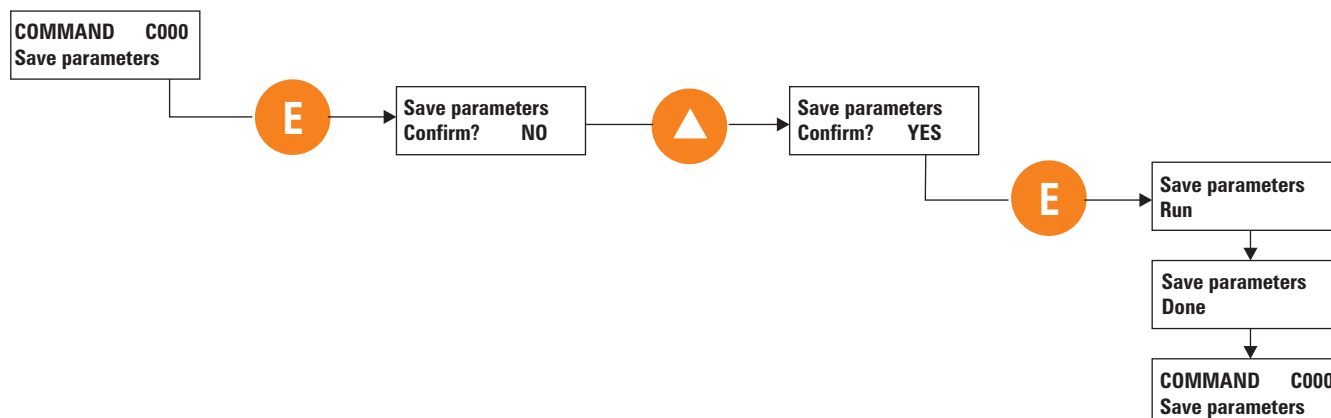 COMMAND C000
Save parameters
E
Save parameters
Confirm? NO
Save parameters
Confirm? YES
E
Save parameters
Run
Save parameters
Done
COMMAND C000
Save parameters